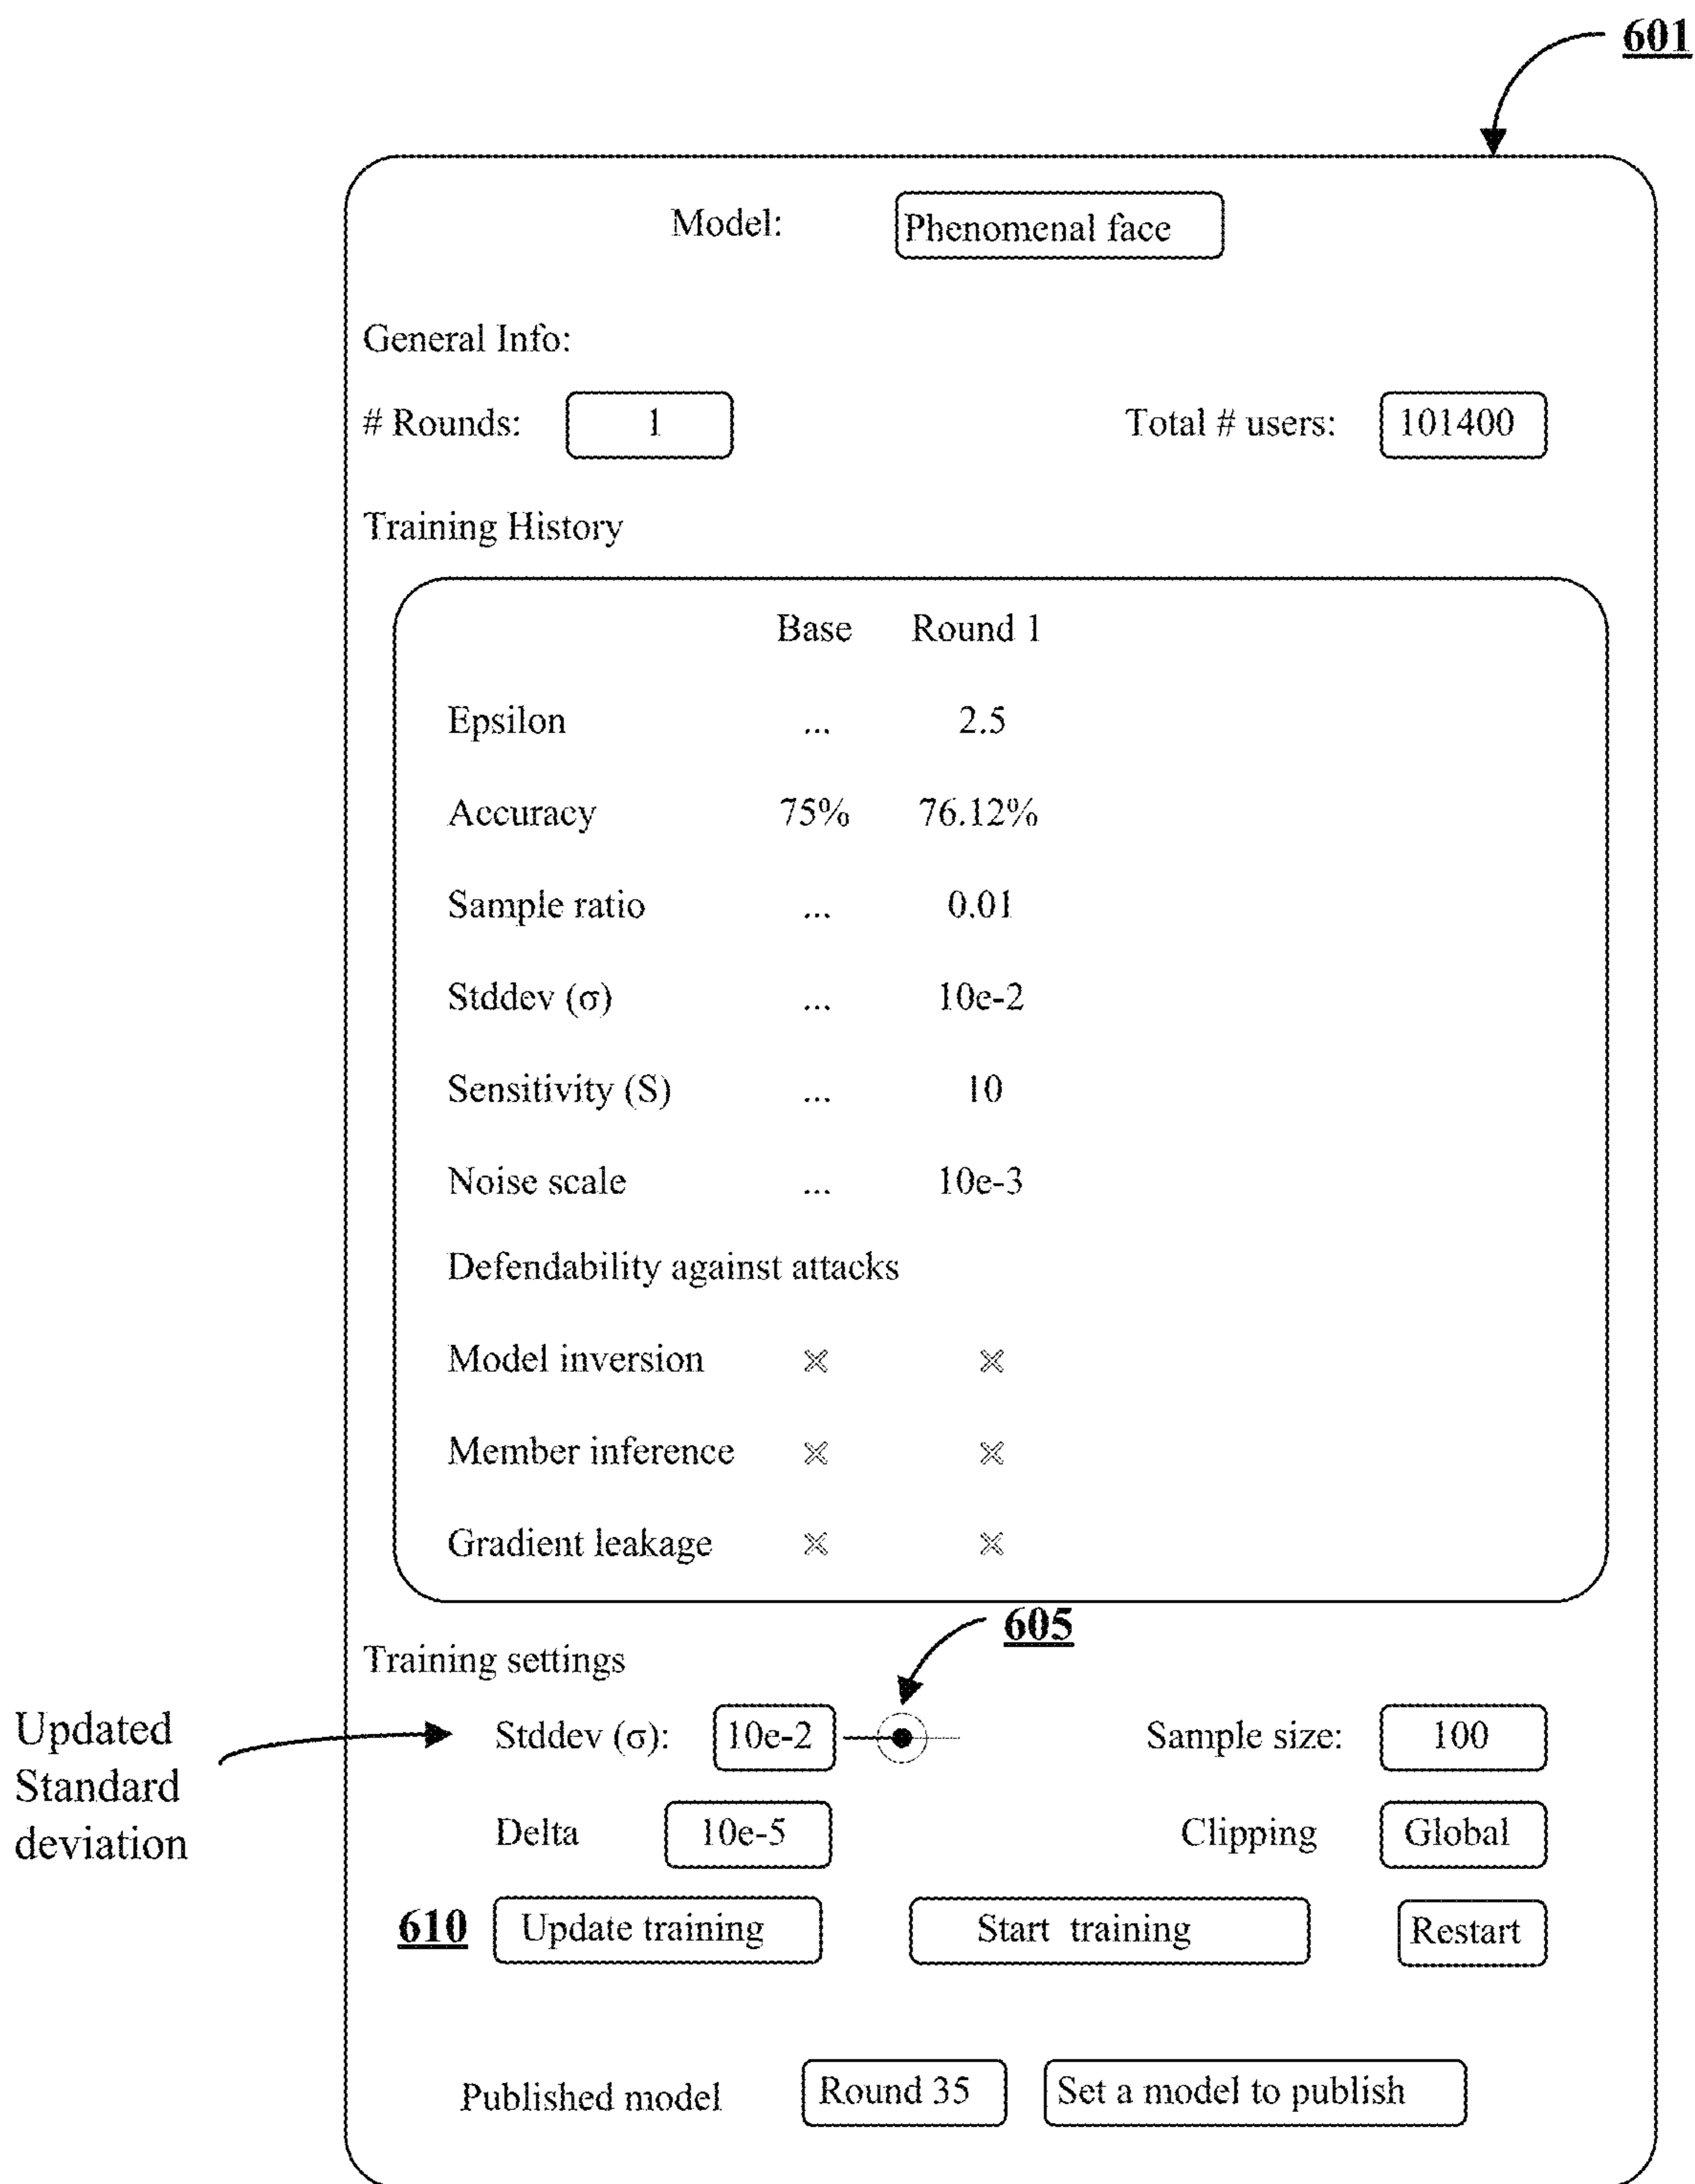 601
Model: Phenomenal face
General Info:
# Rounds: 1 Total # users: 101400
Training History
Base Round 1
Epsilon ... 2.5
Accuracy 75% 76.12%
Sample ratio ... 0.01
Stddev (σ) ... 10e-2
Sensitivity (S) ... 10
Noise scale ... 10e-3
Defendability against attacks
Model inversion × ×
Member inference × ×
Gradient leakage × ×
605
Training settings
Updated
Standard
deviation
Stddev (σ): 10e-2 Sample size: 100
Delta 10e-5 Clipping Global
610 Update training Start training Restart
Published model Round 35 Set a model to publish